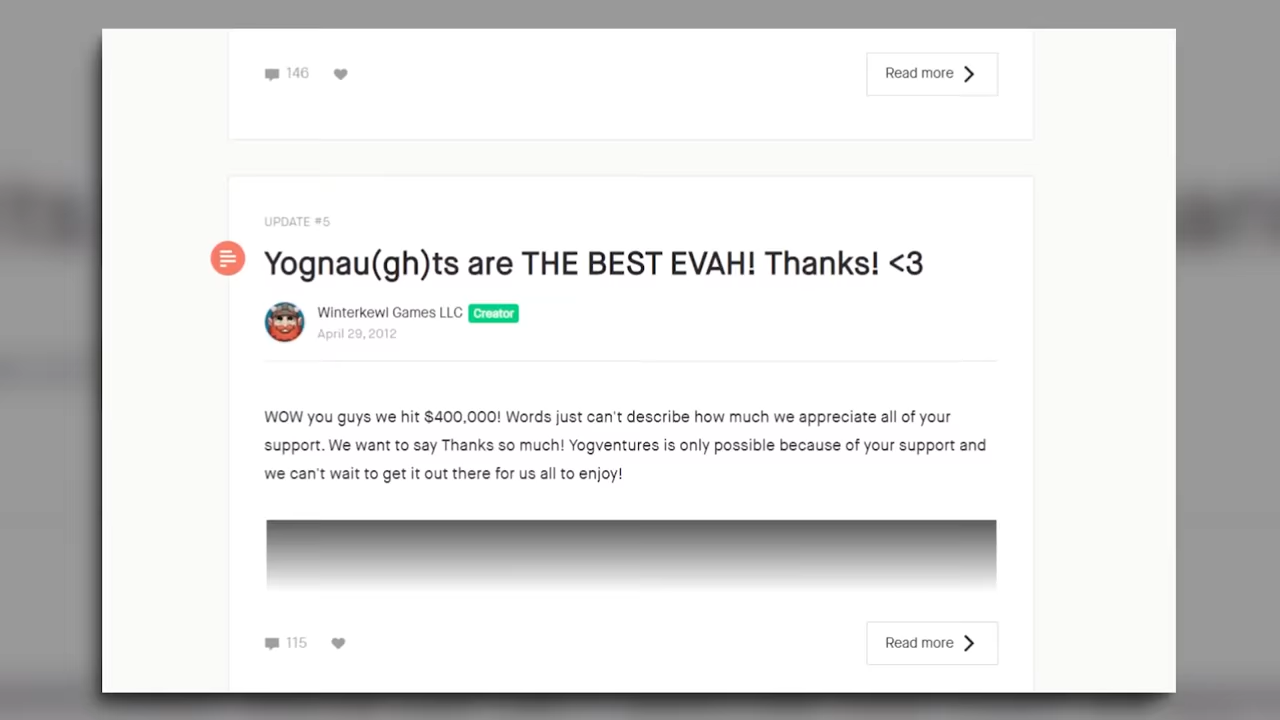 146
Read more
UPDATE #5
Yognau(gh)ts are THE BEST EVAH! Thanks! <3
Winterkewl Games LLC Creator
April 29, 2012
WOW you guys we hit $400,000! Words just can't describe how much we appreciate all of your
support. We want to say Thanks so much! Yogventures is only possible because of your support and
we can't wait to get it out there for us all to enjoy!
115
Read more